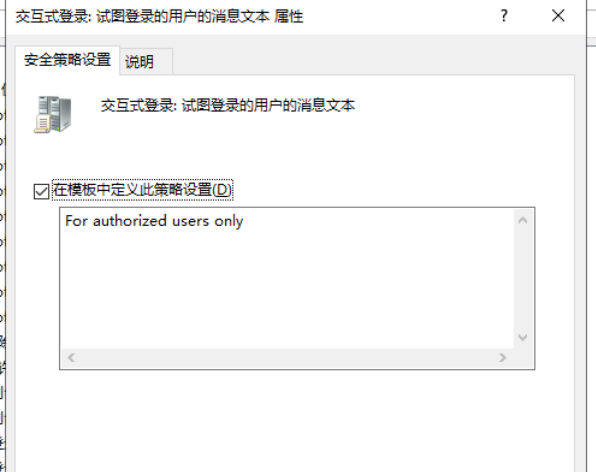 交互式登录: 试图登录的用户的消息文本 属性
?
安全策略设置
说明
交互式登录: 试图登录的用户的消息文本
在模板中定义此策略设置(D)
For authorized users only